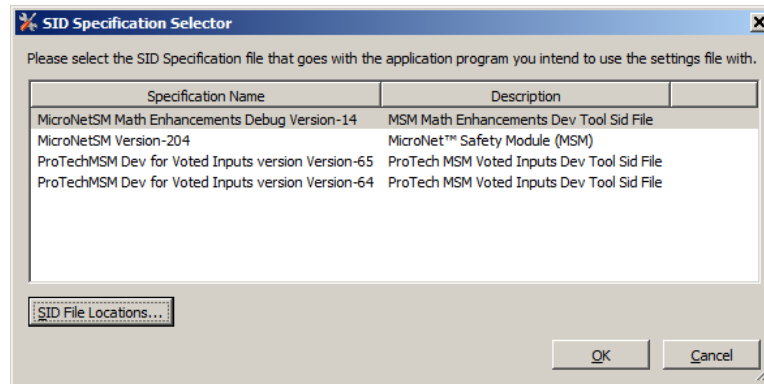 SID Specification Selector
Please select the SID Specification file that goes with the application program you intend to use the settings file with.
Specification Name Description
MicroNetSM Math Enhancements Debug Version-14 MSM Math Enhancements Dev Tool Sid File
MicroNetSM Version-204 MicroNet™ Safety Module (MSM)
ProTechMSM Dev for Voted Inputs version Version-65 ProTech MSM Voted Inputs Dev Tool Sid File
ProTechMSM Dev for Voted Inputs version Version-64 ProTech MSM Voted Inputs Dev Tool Sid File
SID File Locations...
OK Cancel